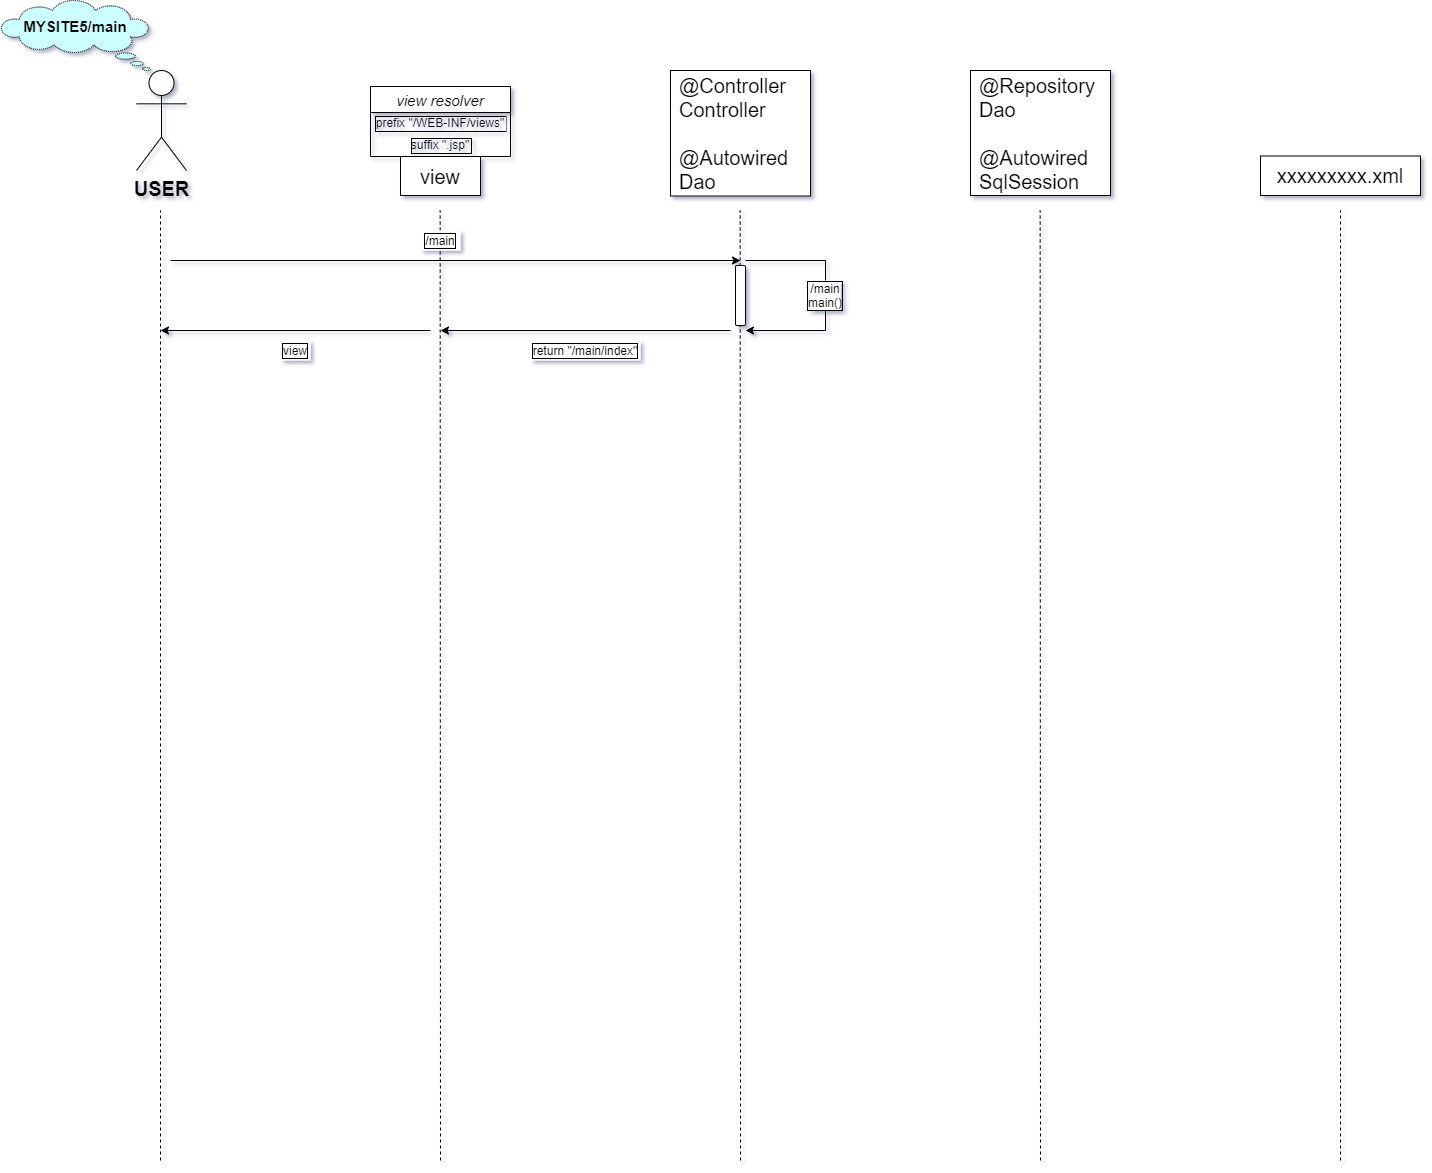 MYSITE5/main
USER
view resolver
prefix "/WEB-INF/views"
suffix ".jsp"
view
@Controller
Controller
@Autowired
Dao
@Repository
Dao
@Autowired
SqlSession
xxxxxxxxx.xml
/main
/main
main()
view
return "/main/index"